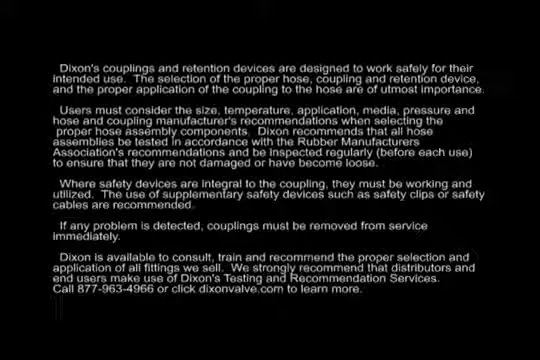 Dixon's couplings and retention devices are designed to work safely for their
intended use. The selection of the proper hose, coupling and retention device,
and the proper application of the coupling to the hose are of utmost importance.
Users must consider the size, temperature, application, media, pressure and
hose and coupling manufacturer's recommendations when selecting the
proper hose assembly components. Dixon recommends that all hose
assemblies be tested in accordance with the Rubber Manufacturers
Association's recommendations and be inspected regularly (before each use)
to ensure that they are not damaged or have become loose.
Where safety devices are integral to the coupling, they must be working and
utilized. The use of supplementary safety devices such as safety clips or safety
cables are recommended.
If any problem is detected, couplings must be removed from service
immediately.
Dixon is available to consult, train and recommend the proper selection and
application of all fittings we sell. We strongly recommend that distributors and
end users make use of Dixon's Testing and Recommendation Services.
Call 877-963-4966 or click dixonvalve.com to learn more.